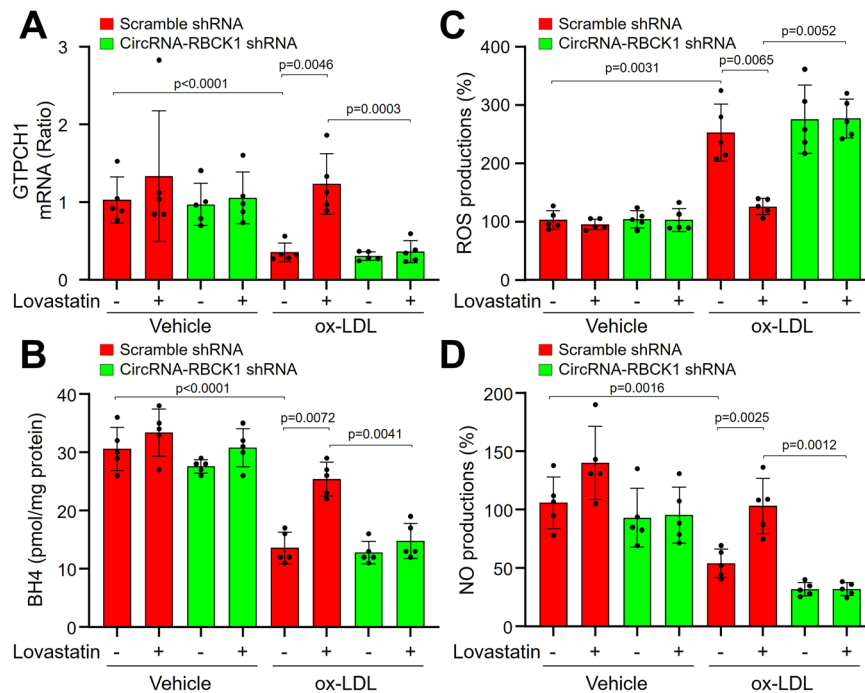 A
Scramble shRNA
CircRNA-RBCK1 shRNA
GTPCH1
mRNA (Ratio)
3
2
1
0
p<0.0001
p=0.0046
p=0.0003
Lovastatin - + - + - + - +
Vehicle ox-LDL
B
Scramble shRNA
CircRNA-RBCK1 shRNA
BH4 (pmol/mg protein)
40
30
20
10
0
p<0.0001
p=0.0072
p=0.0041
Lovastatin - + - + - + - +
Vehicle ox-LDL
C
Scramble shRNA
CircRNA-RBCK1 shRNA
ROS productions (%)
400
300
200
100
0
p=0.0031
p=0.0065
p=0.0052
Lovastatin - + - + - + - +
Vehicle ox-LDL
D
Scramble shRNA
CircRNA-RBCK1 shRNA
NO productions (%)
200
150
100
50
0
p=0.0016
p=0.0025
p=0.0012
Lovastatin - + - + - + - +
Vehicle ox-LDL